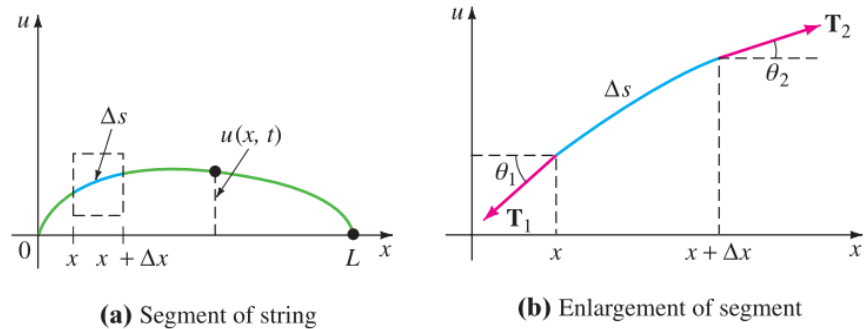 u
Δs
u(x, t)
0
x
x + Δx
L
x
(a) Segment of string
u
T₂
θ₂
Δs
θ₁
T₁
x
x + Δx
x
(b) Enlargement of segment